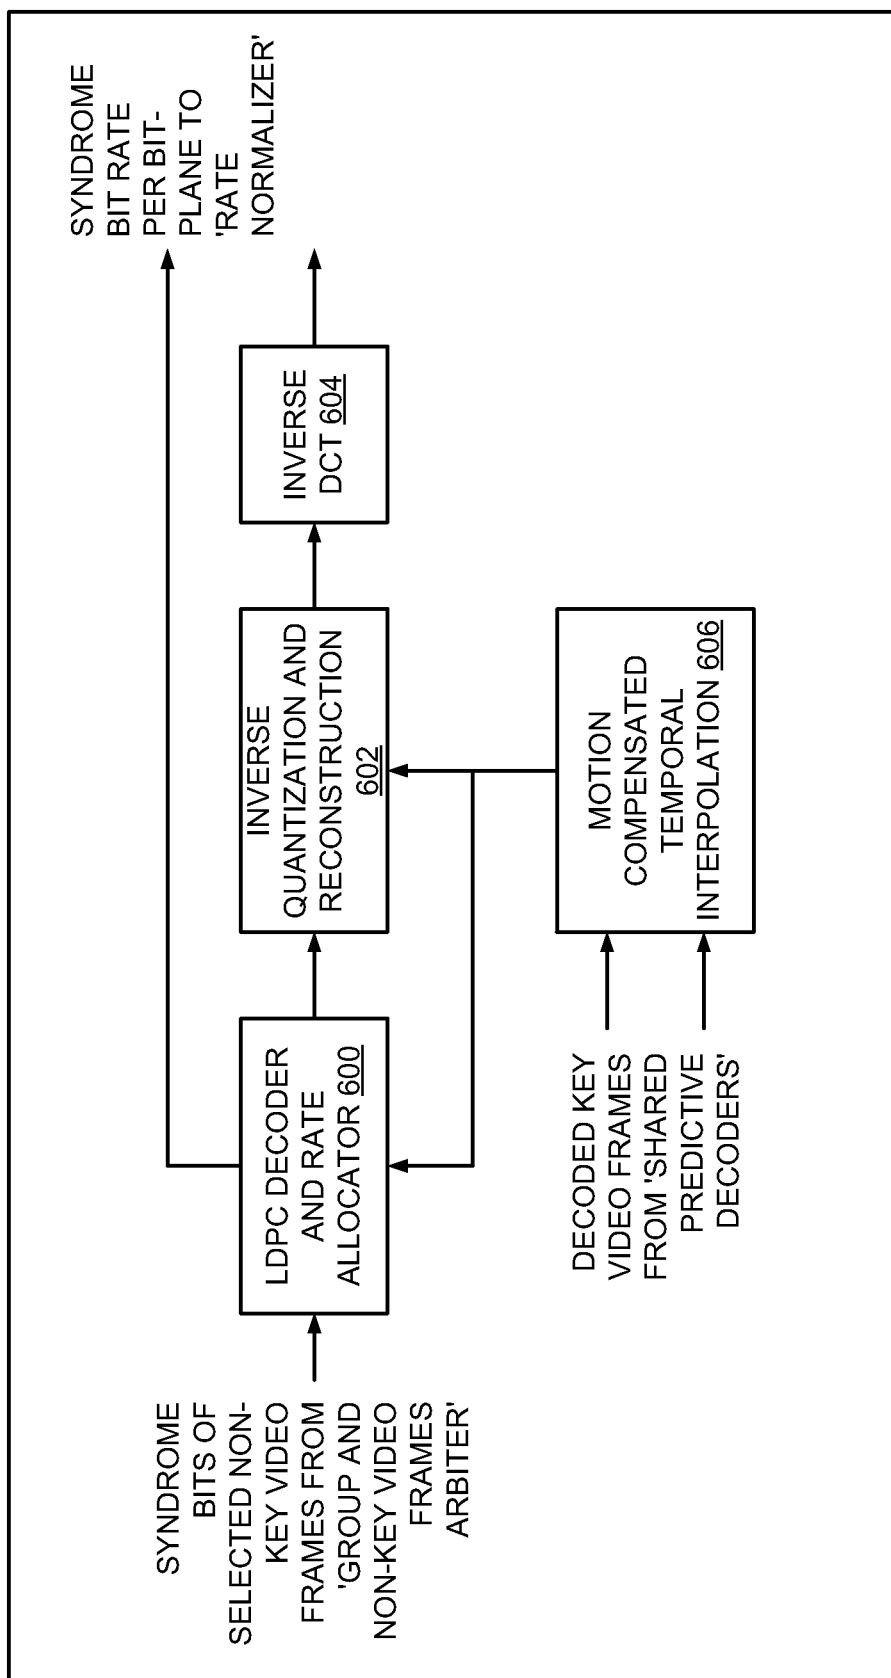 SYNDROME
BITS OF
SELECTED NON-
KEY VIDEO
FRAMES FROM
'GROUP AND
NON-KEY VIDEO
FRAMES
ARBITER'
LDPC DECODER
AND RATE
ALLOCATOR 600
INVERSE
QUANTIZATION AND
RECONSTRUCTION
602
INVERSE
DCT 604
SYNDROME
BIT RATE
PER BIT-
PLANE TO
'RATE
NORMALIZER'
DECODED KEY
VIDEO FRAMES
FROM 'SHARED
PREDICTIVE
DECODERS'
MOTION
COMPENSATED
TEMPORAL
INTERPOLATION 606